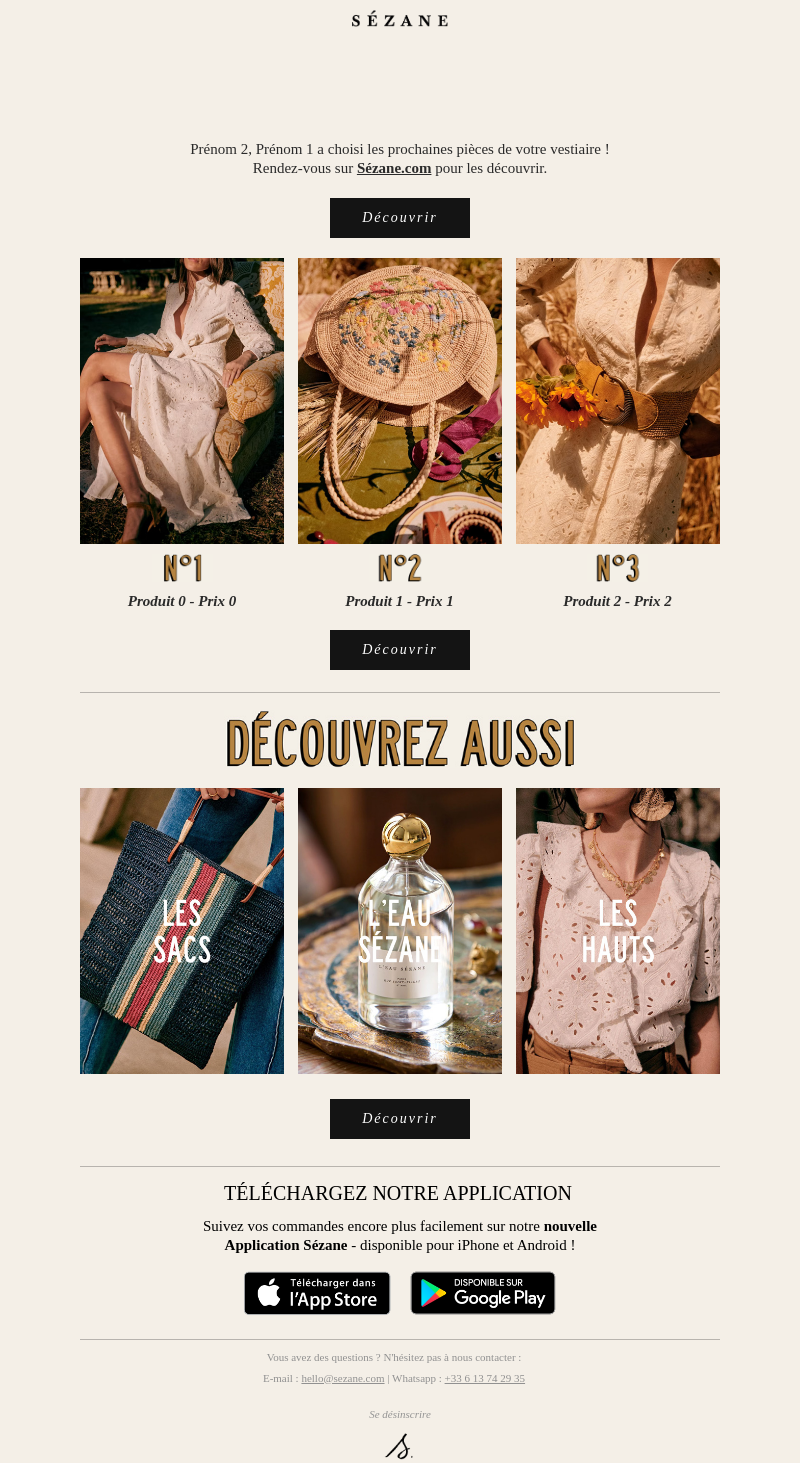 SÉZANE
Prénom 2, Prénom 1 a choisi les prochaines pièces de votre vestiaire !
Rendez-vous sur Sézane.com pour les découvrir.
Découvrir
N°1
N°2
N°3
Produit 0 - Prix 0
Produit 1 - Prix 1
Produit 2 - Prix 2
Découvrir
DÉCOUVREZ AUSSI
LES
SACS
L'EAU
SÉZANE
L'EAU SÉZANE
LES
HAUTS
Découvrir
TÉLÉCHARGEZ NOTRE APPLICATION
Suivez vos commandes encore plus facilement sur notre nouvelle
Application Sézane - disponible pour iPhone et Android !
Télécharger dans
l'App Store
DISPONIBLE SUR
Google Play
Vous avez des questions ? N'hésitez pas à nous contacter :
E-mail : hello@sezane.com | Whatsapp : +33 6 13 74 29 35
Se désinscrire
S.